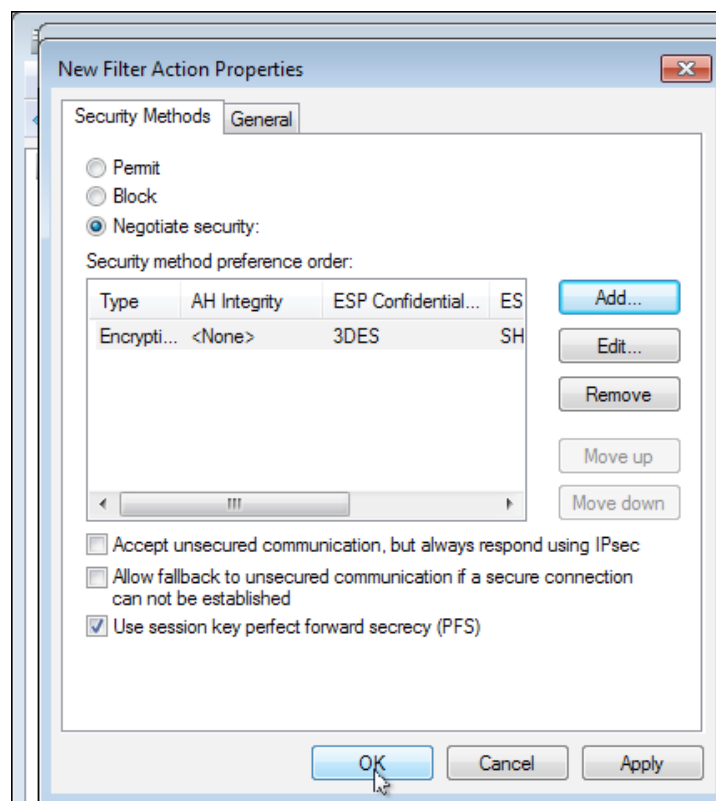 New Filter Action Properties
Security Methods General
Permit
Block
Negotiate security:
Security method preference order:
Type AH Integrity ESP Confidential... ES
Encrypti... <None> 3DES SH
Add...
Edit...
Remove
Move up
Move down
Accept unsecured communication, but always respond using IPsec
Allow fallback to unsecured communication if a secure connection
can not be established
Use session key perfect forward secrecy (PFS)
OK Cancel Apply